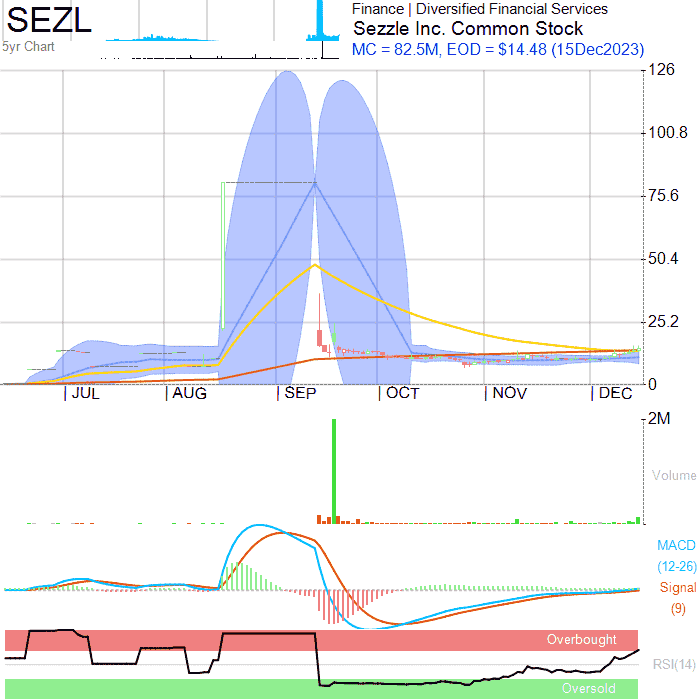 SEZL
5yr Chart
Finance | Diversified Financial Services
Sezzle Inc. Common Stock
MC = 82.5M, EOD = $14.48 (15Dec2023)
126
100.8
75.6
50.4
25.2
0
JUL
AUG
SEP
OCT
NOV
DEC
2M
Volume
MACD
(12-26)
Signal
(9)
Overbought
RSI(14)
Oversold